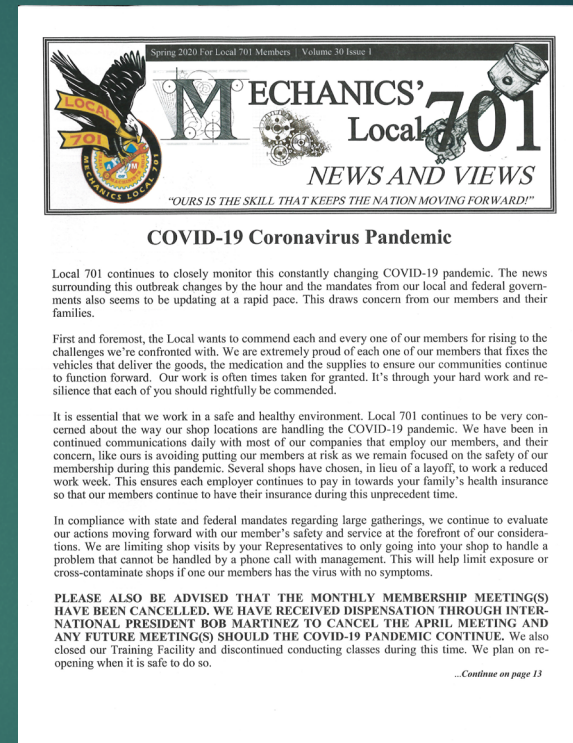 Spring 2020 For Local 701 Members | Volume 30 Issue 1
LOCAL
701
MECHANICS LOCAL 701
MECHANICS'
Local 701
NEWS AND VIEWS
"OURS IS THE SKILL THAT KEEPS THE NATION MOVING FORWARD!"
COVID-19 Coronavirus Pandemic
Local 701 continues to closely monitor this constantly changing COVID-19 pandemic. The news
surrounding this outbreak changes by the hour and the mandates from our local and federal govern-
ments also seems to be updating at a rapid pace. This draws concern from our members and their
families.
First and foremost, the Local wants to commend each and every one of our members for rising to the
challenges we're confronted with. We are extremely proud of each one of our members that fixes the
vehicles that deliver the goods, the medication and the supplies to ensure our communities continue
to function forward. Our work is often times taken for granted. It's through your hard work and re-
silience that each of you should rightfully be commended.
It is essential that we work in a safe and healthy environment. Local 701 continues to be very con-
cerned about the way our shop locations are handling the COVID-19 pandemic. We have been in
continued communications daily with most of our companies that employ our members, and their
concern, like ours is avoiding putting our members at risk as we remain focused on the safety of our
membership during this pandemic. Several shops have chosen, in lieu of a layoff, to work a reduced
work week. This ensures each employer continues to pay in towards your family's health insurance
so that our members continue to have their insurance during this unprecedent time.
In compliance with state and federal mandates regarding large gatherings, we continue to evaluate
our actions moving forward with our member's safety and service at the forefront of our considera-
tions. We are limiting shop visits by your Representatives to only going into your shop to handle a
problem that cannot be handled by a phone call with management. This will help limit exposure or
cross-contaminate shops if one our members has the virus with no symptoms.
PLEASE ALSO BE ADVISED THAT THE MONTHLY MEMBERSHIP MEETING(S)
HAVE BEEN CANCELLED. WE HAVE RECEIVED DISPENSATION THROUGH INTER-
NATIONAL PRESIDENT BOB MARTINEZ TO CANCEL THE APRIL MEETING AND
ANY FUTURE MEETING(S) SHOULD THE COVID-19 PANDEMIC CONTINUE. We also
closed our Training Facility and discontinued conducting classes during this time. We plan on re-
opening when it is safe to do so.
...Continue on page 13